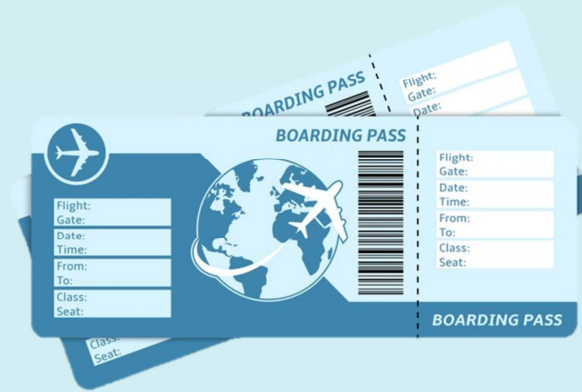 BOARDING PASS
Flight:
Gate:
Date:
BOARDING PASS
Flight:
Gate:
Date:
Time:
From:
To:
Class:
Seat:
Flight:
Gate:
Date:
Time:
From:
To:
Class:
Seat:
BOARDING PASS
Class:
Seat: